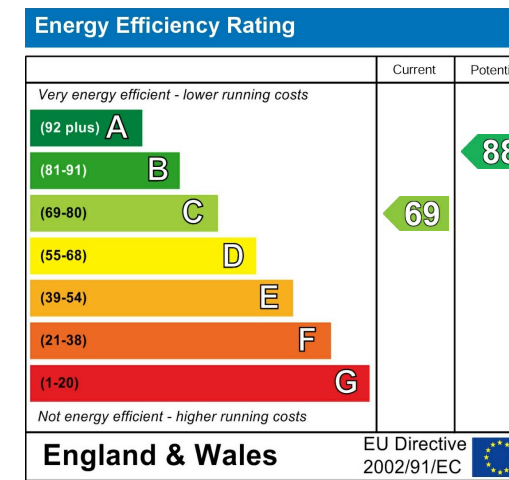 Energy Efficiency Rating
Current Potenti
Very energy efficient - lower running costs
(92 plus) A
(81-91) B
88
(69-80) C
69
(55-68) D
(39-54) E
(21-38) F
(1-20) G
Not energy efficient - higher running costs
England & Wales
EU Directive
2002/91/EC